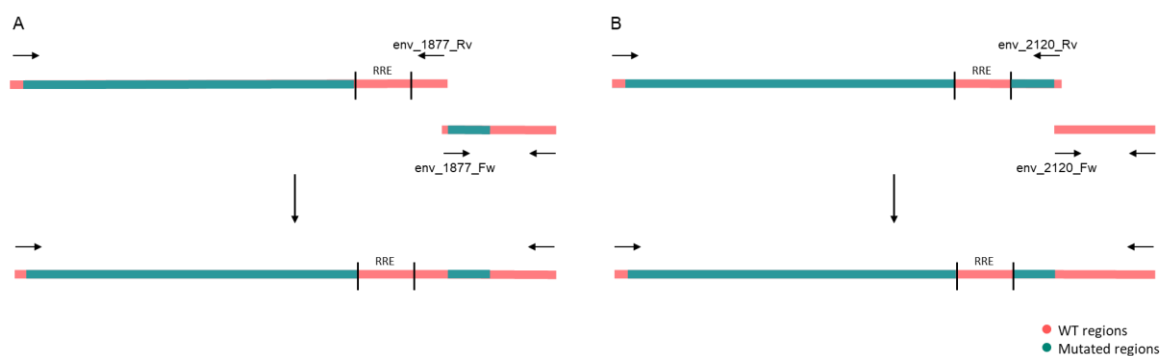 A
env_1877_Rv
RRE
env_1877_Fw
RRE
B
env_2120_Rv
RRE
env_2120_Fw
RRE
WT regions
Mutated regions